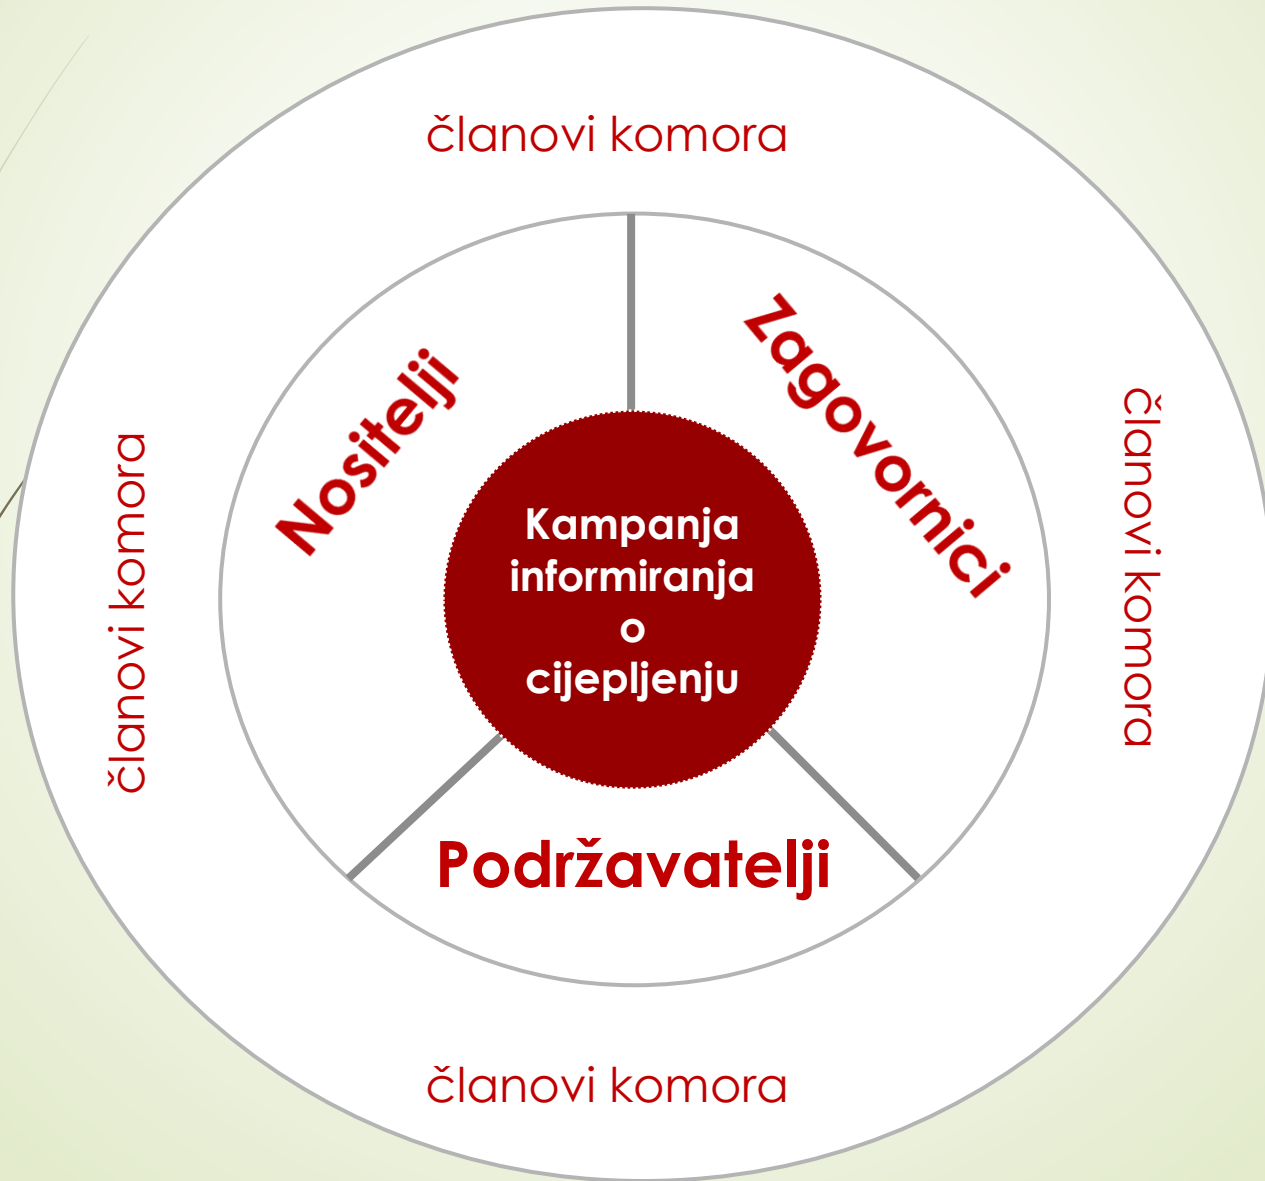 članovi komora
Nositelji
Zagovornici
članovi komora
članovi komora
Kampanja
informiranja
o
cijepljenju
Podržavatelji
članovi komora